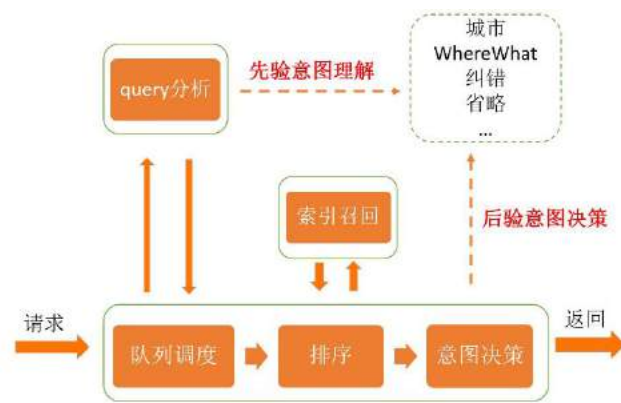 城市
WhereWhat
纠错
省略
...
query分析
先验意图理解
索引召回
后验意图决策
请求
队列调度
排序
意图决策
返回